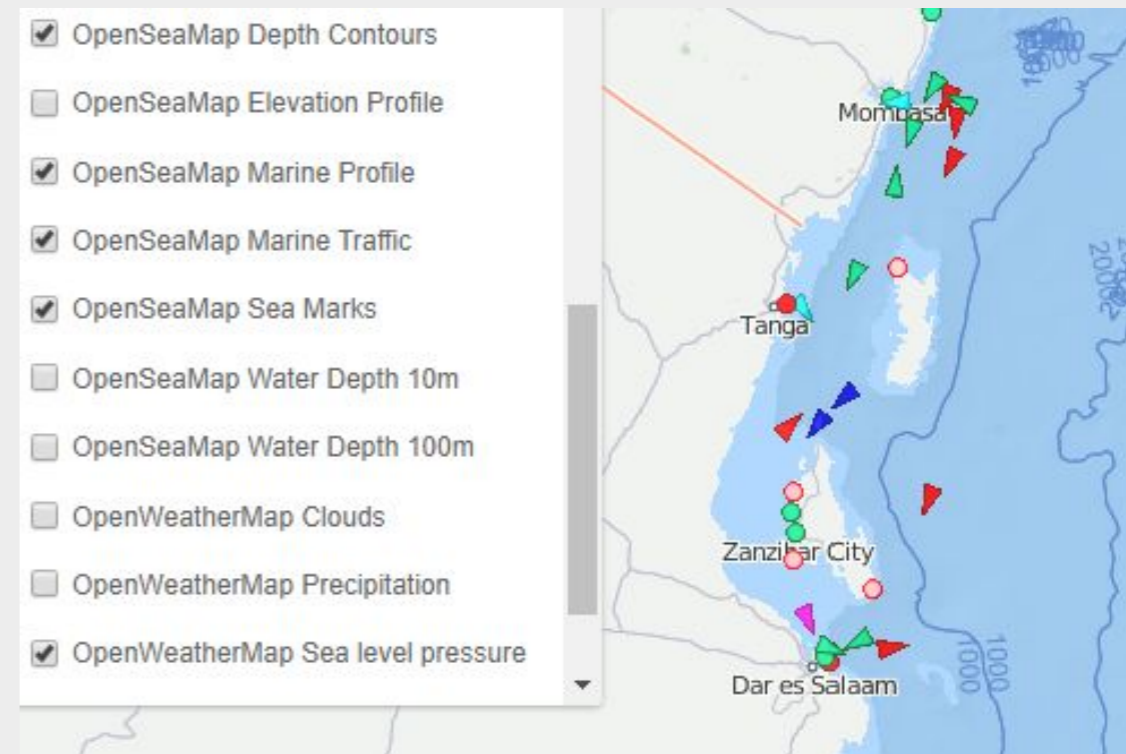 OpenSeaMap Depth Contours
OpenSeaMap Elevation Profile
OpenSeaMap Marine Profile
OpenSeaMap Marine Traffic
OpenSeaMap Sea Marks
OpenSeaMap Water Depth 10m
OpenSeaMap Water Depth 100m
OpenWeatherMap Clouds
OpenWeatherMap Precipitation
OpenWeatherMap Sea level pressure
Mombasa
Tanga
Zanzibar City
Dar es Salaam
1000
1000